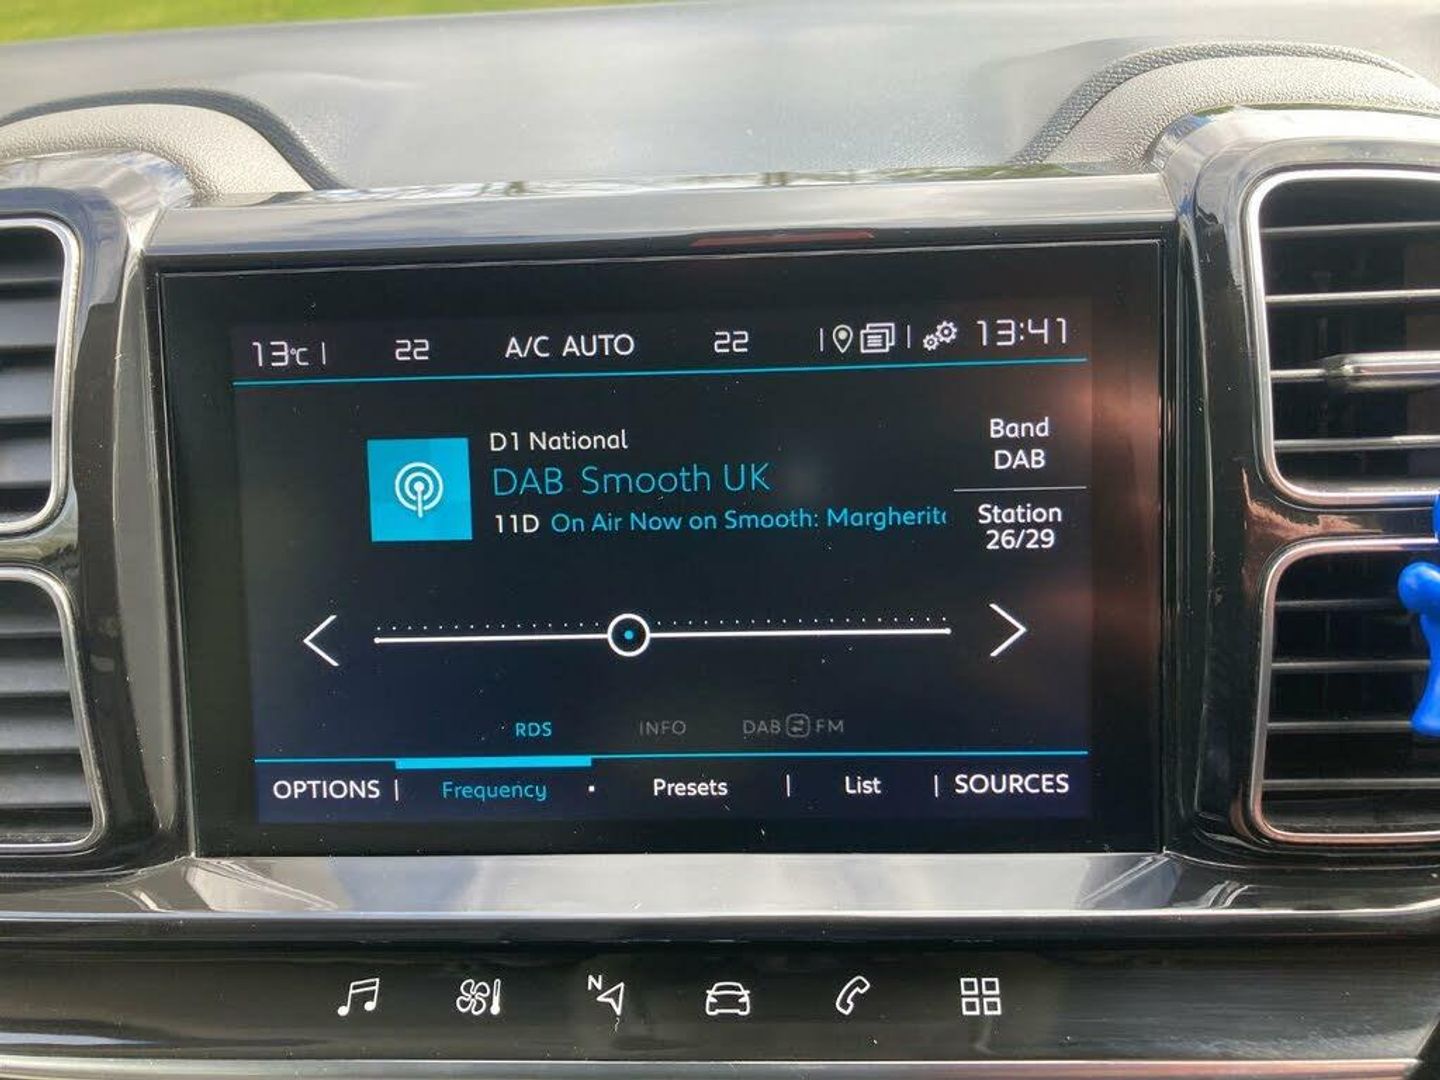 13°C | 22 A/C AUTO 22 | | 13:41
D1 National
DAB Smooth UK
11D On Air Now on Smooth: Margherit
Band
DAB
Station
26/29
RDS INFO DAB FM
OPTIONS | Frequency · Presets | List | SOURCES
N